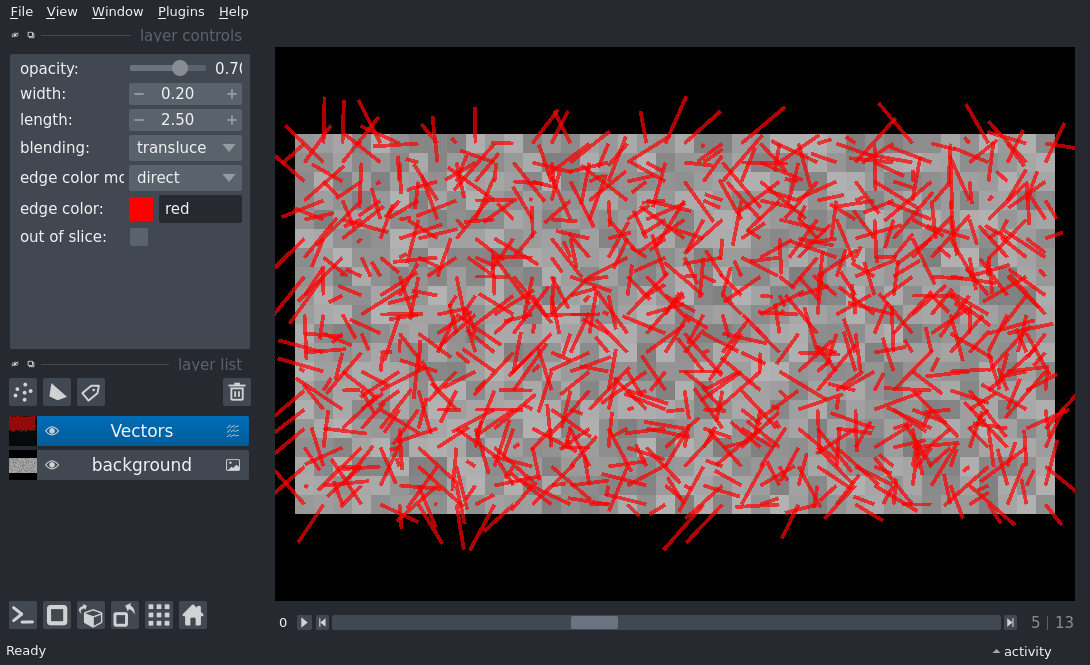 File View Window Plugins Help
layer controls
opacity: 0.70
width: − 0.20 +
length: − 2.50 +
blending: transluce
edge color mo direct
edge color: red
out of slice:
layer list
Vectors
background
0 5 | 13
Ready activity